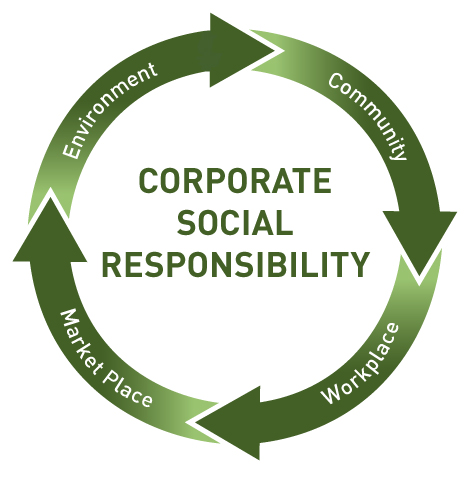 CORPORATE
SOCIAL
RESPONSIBILITY
Environment
Community
Workplace
Market Place